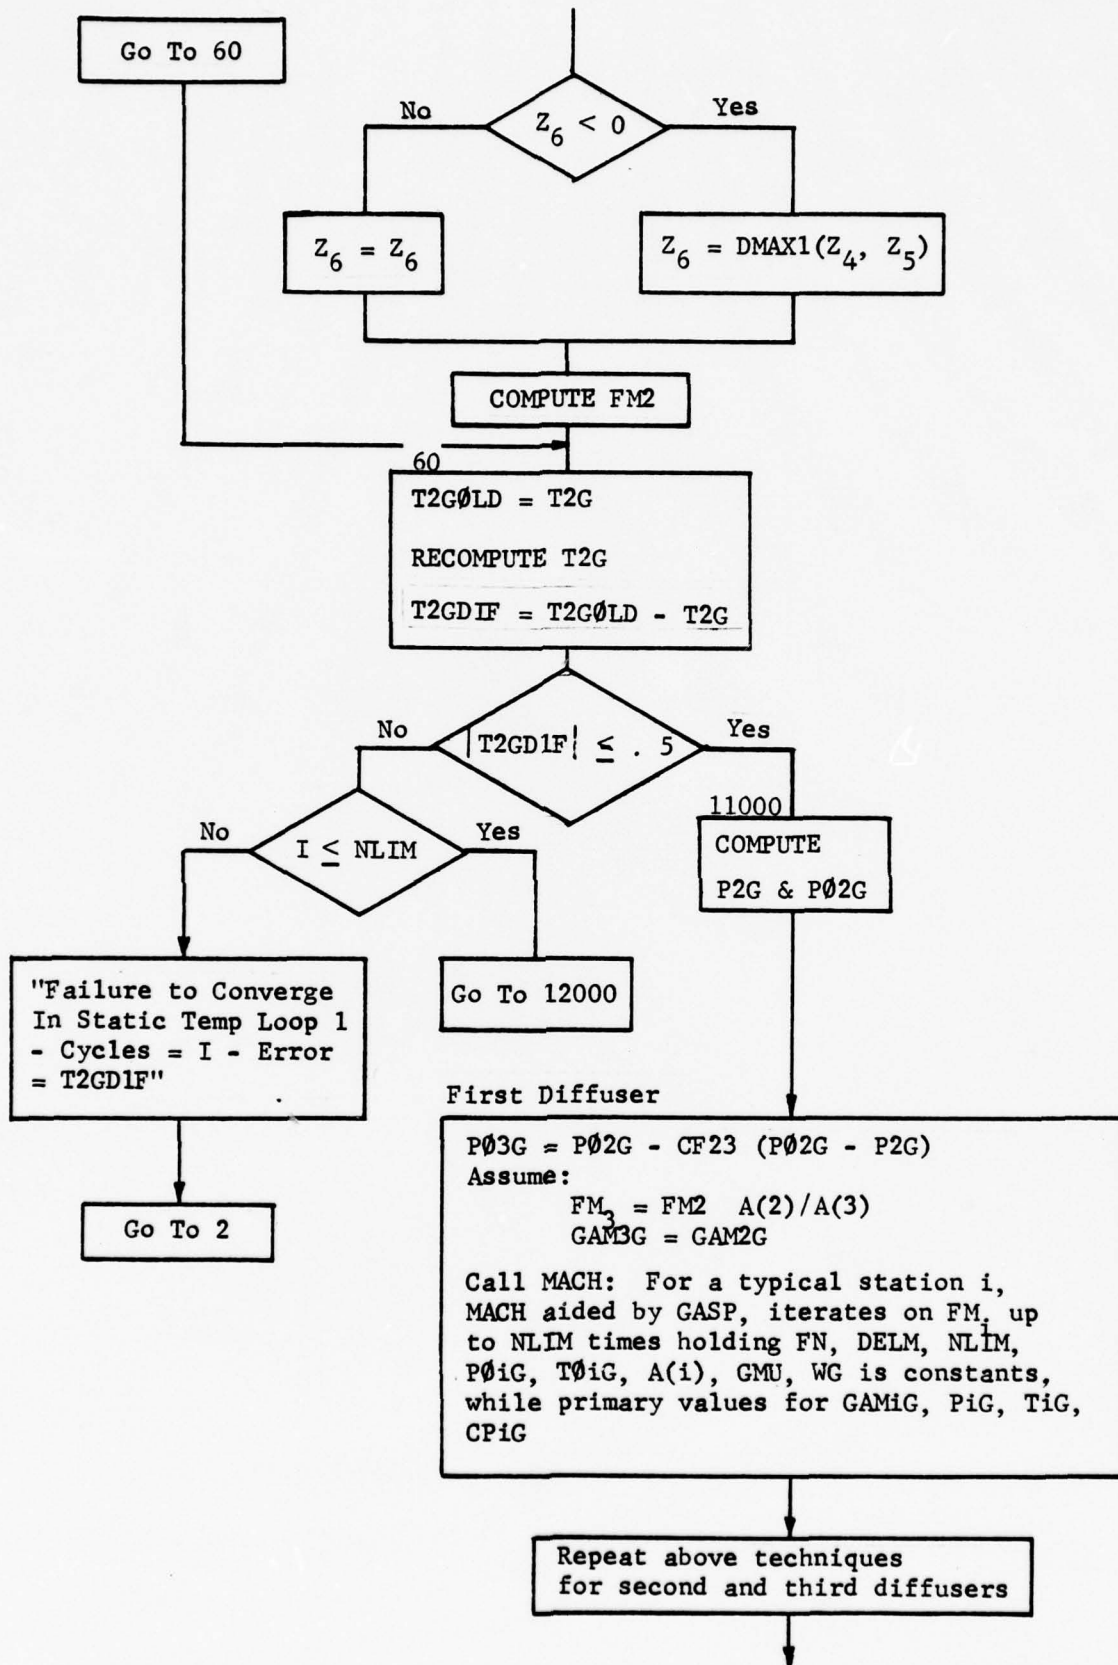 Go To 60
No
Z6 < 0
Yes
Z6 = Z6
Z6 = DMAX1(Z4, Z5)
COMPUTE FM2
60
T2GØLD = T2G
RECOMPUTE T2G
T2GDIF = T2GØLD - T2G
No
|T2GD1F| ≤ . 5
Yes
No
I ≤ NLIM
Yes
11000
COMPUTE
P2G & PØ2G
"Failure to Converge
In Static Temp Loop 1
- Cycles = I - Error
= T2GD1F"
Go To 12000
Go To 2
First Diffuser
PØ3G = PØ2G - CF23 (PØ2G - P2G)
Assume:
FM3 = FM2 A(2)/A(3)
GAM3G = GAM2G
Call MACH: For a typical station i,
MACH aided by GASP, iterates on FMi up
to NLIM times holding FN, DELM, NLIM,
PØiG, TØiG, A(i), GMU, WG is constants,
while primary values for GAMiG, PiG, TiG,
CPiG
Repeat above techniques
for second and third diffusers